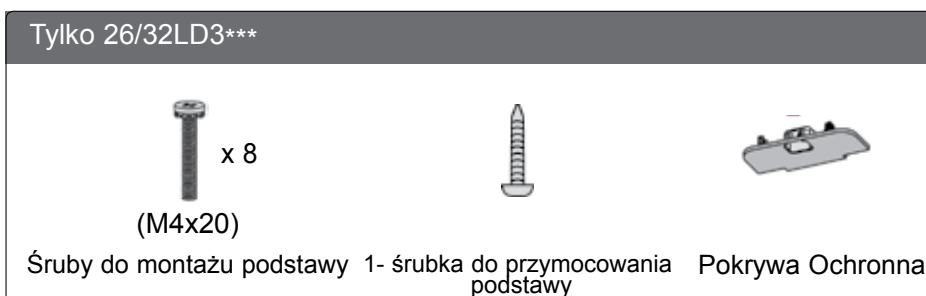 Tylko 26/32LD3***
x 8
(M4x20)
Śruby do montażu podstawy
1- śrubka do przymocowania
podstawy
Pokrywa Ochronna